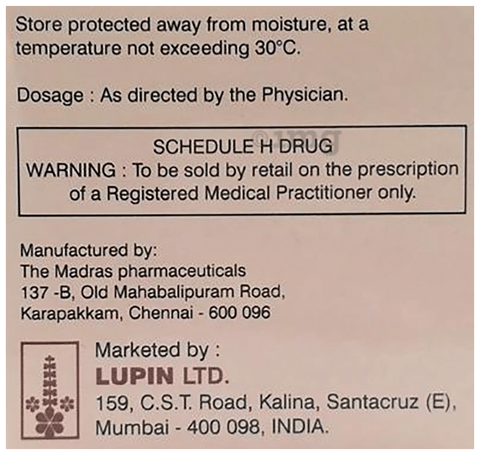 Store protected away from moisture, at a
temperature not exceeding 30°C.
Dosage : As directed by the Physician.
SCHEDULE H DRUG
WARNING : To be sold by retail on the prescription
of a Registered Medical Practitioner only.
Manufactured by:
The Madras pharmaceuticals
137 -B, Old Mahabalipuram Road,
Karapakkam, Chennai - 600 096
Marketed by :
LUPIN LTD.
159, C.S.T. Road, Kalina, Santacruz (E),
Mumbai - 400 098, INDIA.